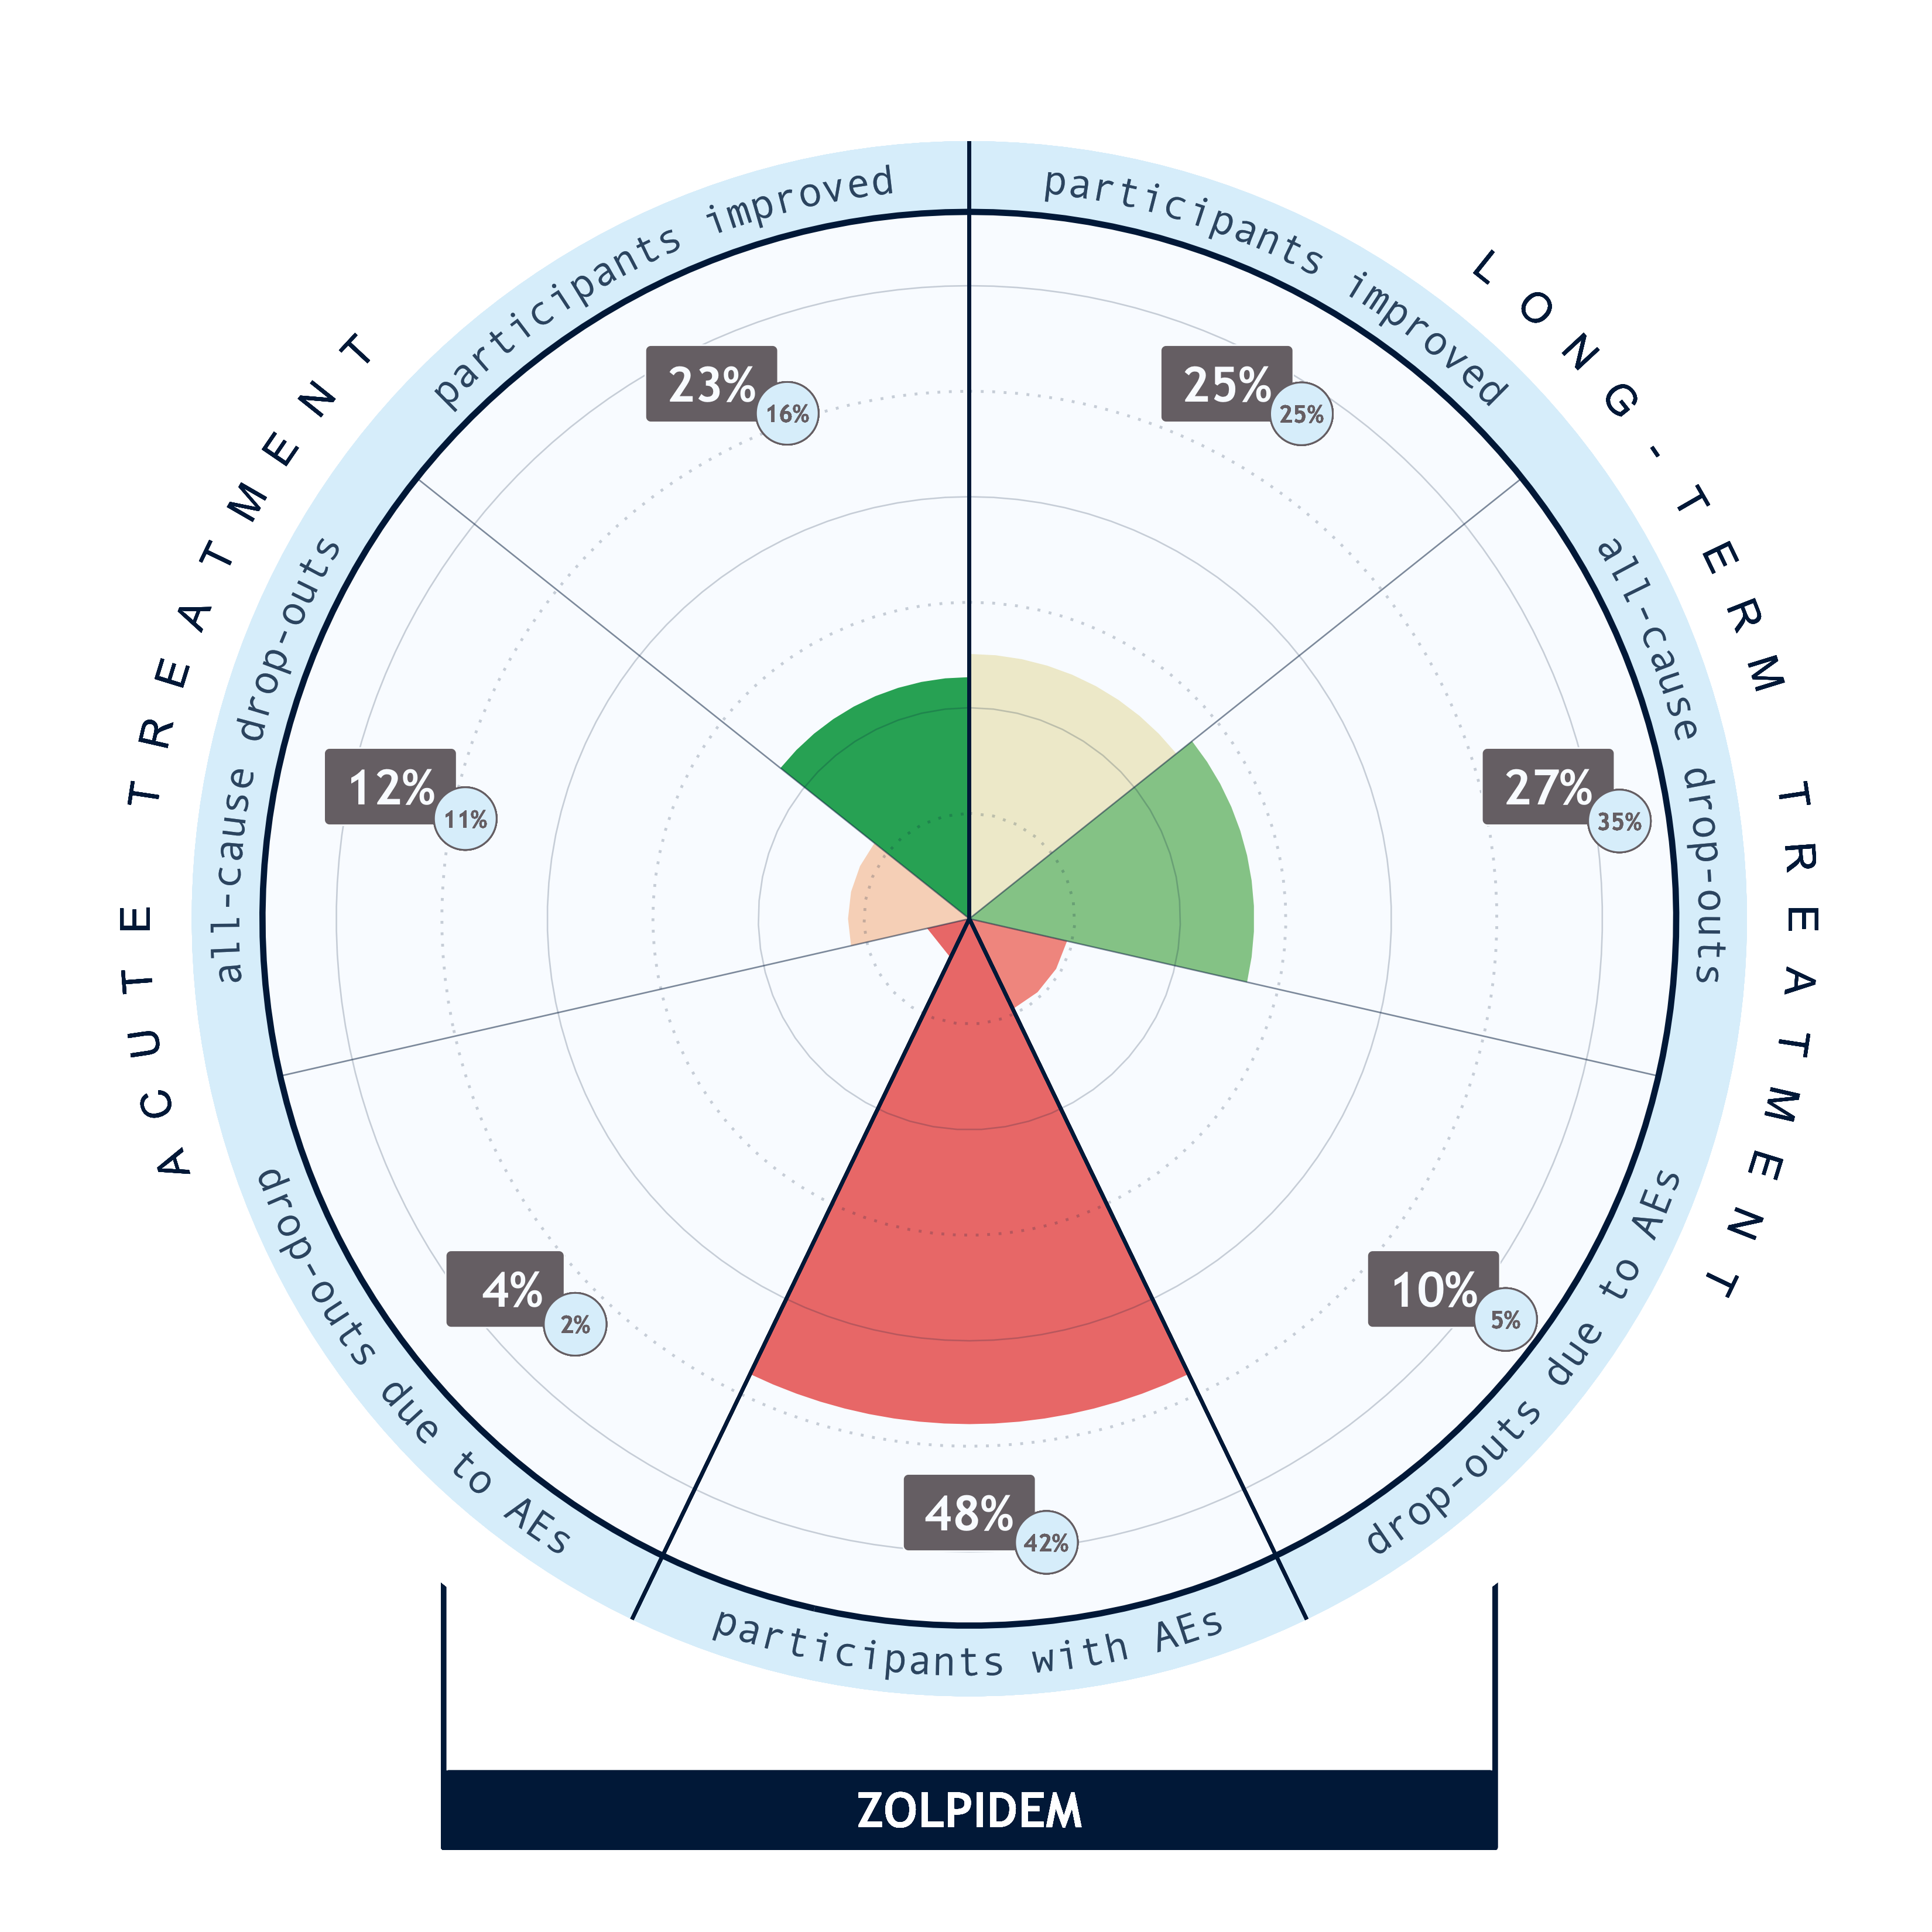 ACUTE TREATMENT
LONG-TERM TREATMENT
participants improved
23%
16%
participants improved
25%
25%
all-cause drop-outs
12%
11%
all-cause drop-outs
27%
35%
drop-outs due to AEs
4%
2%
drop-outs due to AEs
10%
5%
48%
42%
participants with AEs
ZOLPIDEM